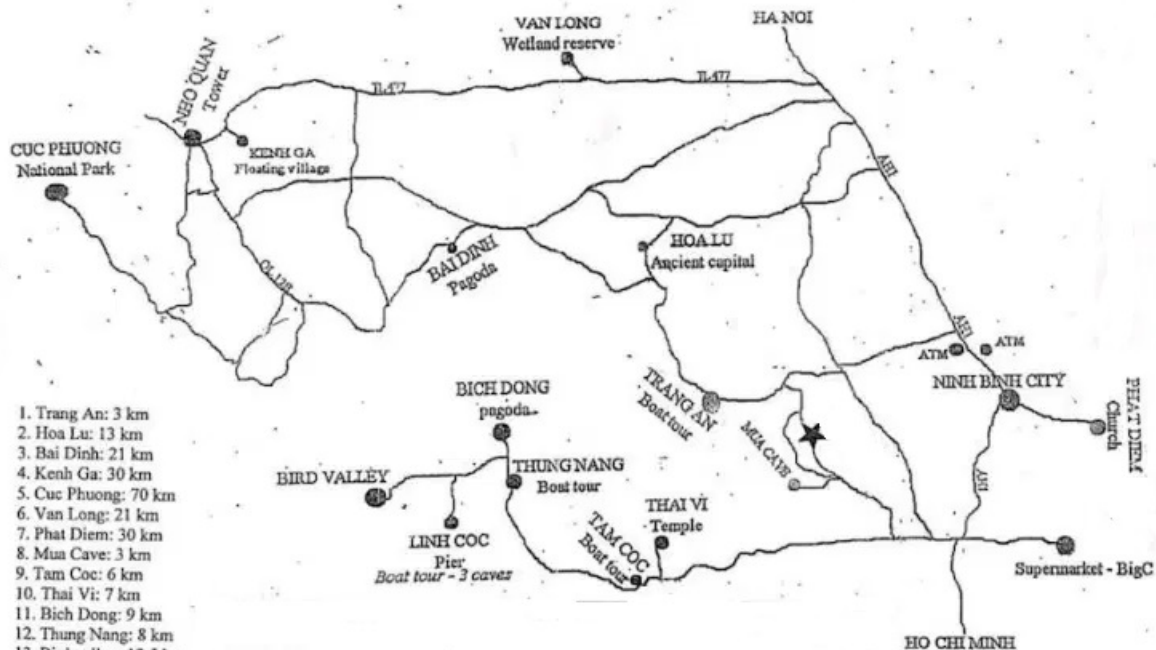 HA NOI
VAN LONG
Wetland reserve
NHO QUAN
Tower
TL477
TL477
CUC PHUONG
National Park
KENH GA
Floating village
AH1
HOA LU
Ancient capital
BAI DINH
Pagoda
AH1
ATM
ATM
NINH BINH CITY
PHAT DIEM
Church
TRANG AN
Boat tour
BICH DONG
pagoda
MUA CAVE
AH1
BIRD VALLEY
THUNG NANG
Boat tour
THAI VI
Temple
TAM COC
Boat tour
LINH COC
Pier
Boat tour - 3 caves
Supermarket - BigC
HO CHI MINH
1. Trang An: 3 km
2. Hoa Lu: 13 km
3. Bai Dinh: 21 km
4. Kenh Ga: 30 km
5. Cuc Phuong: 70 km
6. Van Long: 21 km
7. Phat Diem: 30 km
8. Mua Cave: 3 km
9. Tam Coc: 6 km
10. Thai Vi: 7 km
11. Bich Dong: 9 km
12. Thung Nang: 8 km